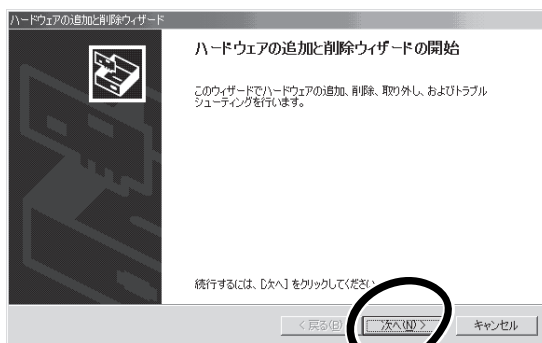 ハードウェアの追加と削除ウィザード
ハードウェアの追加と削除ウィザードの開始
このウィザードでハードウェアの追加、削除、取り外し、およびトラブル
シューティングを行います。
続行するには、[次へ] をクリックしてください
< 戻る(B)
次へ(N) >
キャンセル